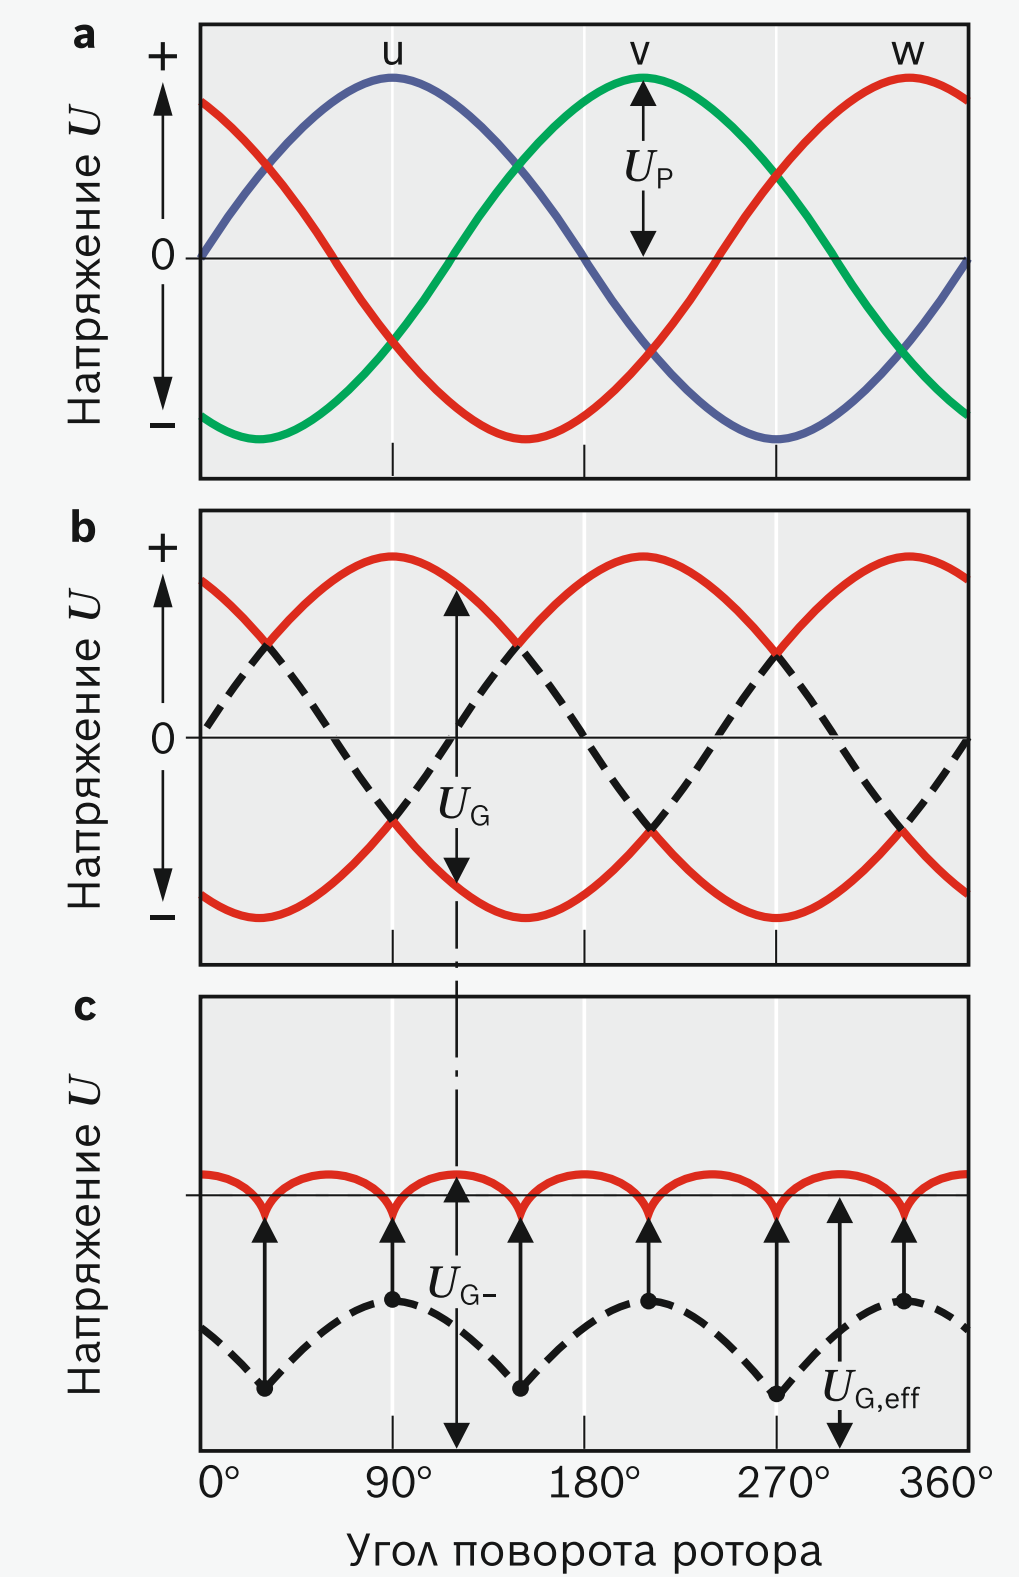 a
u v w
+
Напряжение U
U_P
0
−
b
+
Напряжение U
0
U_G
−
c
Напряжение U
U_G−
U_G,eff
0° 90° 180° 270° 360°
Угол поворота ротора